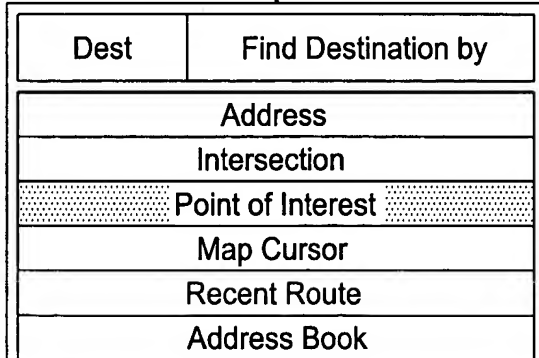 Dest Find Destination by
Address
Intersection
Point of Interest
Map Cursor
Recent Route
Address Book